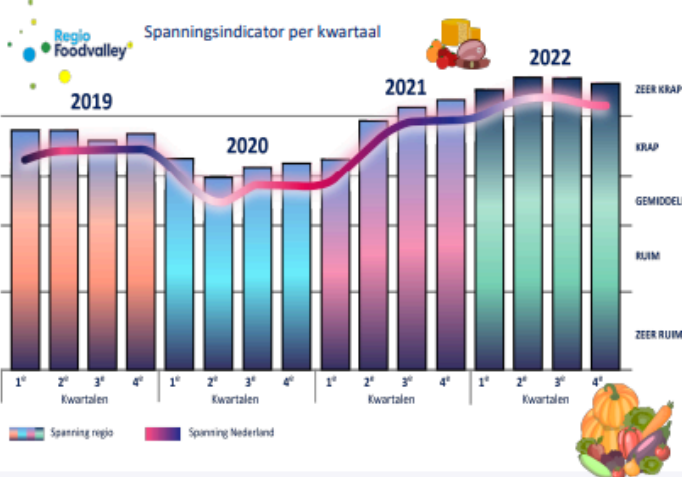 Regio
Foodvalley
Spanningsindicator per kwartaal
2019
2020
2021
2022
ZEER KRAP
KRAP
GEMIDDEL
RUIM
ZEER RUIM
1e 2e 3e 4e 1e 2e 3e 4e 1e 2e 3e 4e 1e 2e 3e 4e
Kwartalen Kwartalen Kwartalen Kwartalen
Spanning regio Spanning Nederland